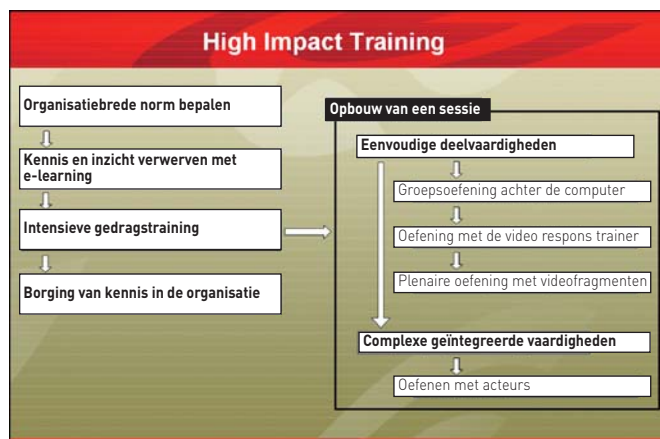 High Impact Training
Organisatiebrede norm bepalen
Kennis en inzicht verwerven met
e-learning
Intensieve gedragstraining
Borging van kennis in de organisatie
Opbouw van een sessie
Eenvoudige deelvaardigheden
Groepsoefening achter de computer
Oefening met de video respons trainer
Plenaire oefening met videofragmenten
Complexe geïntegreerde vaardigheden
Oefenen met acteurs